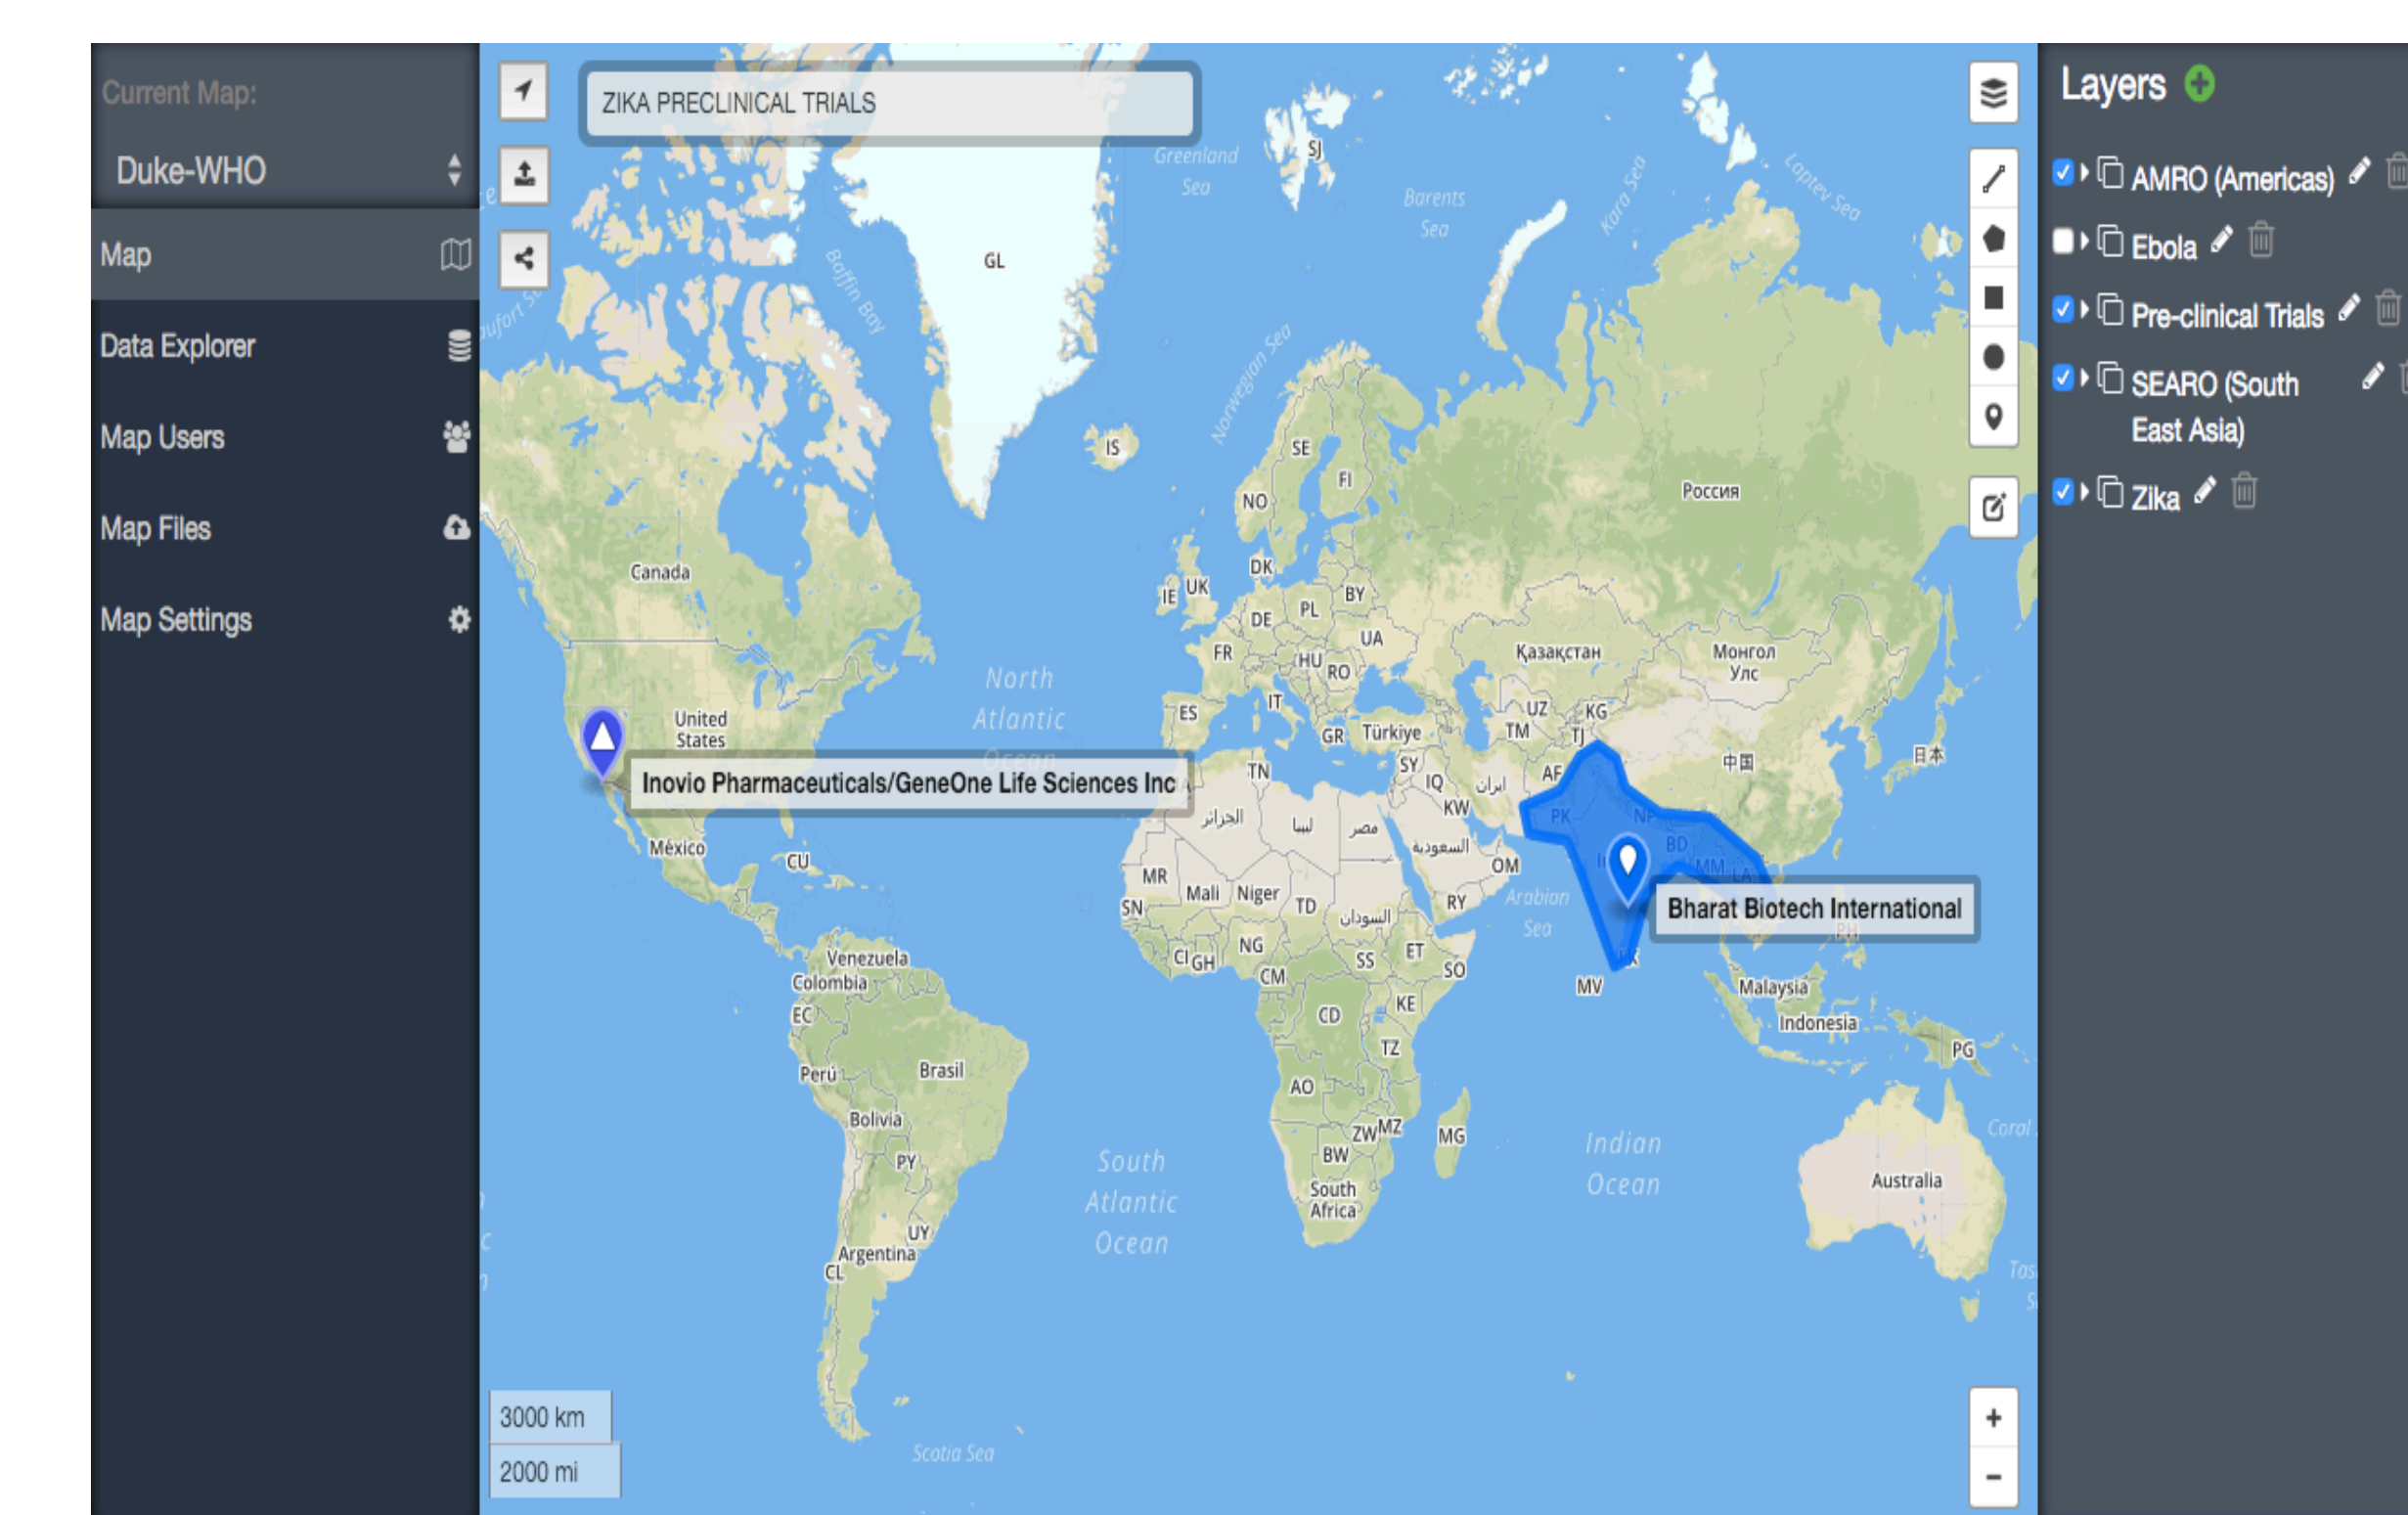 Current Map:
Duke-WHO
Map
Data Explorer
Map Users
Map Files
Map Settings
ZIKA PRECLINICAL TRIALS
Greenland
Sea
SJ
Barents
Sea
Kara Sea
Laptev Sea
GL
Baffin Bay
Norwegian Sea
IS
SE
FI
NO
Россия
Canada
DK
IE
UK
BY
PL
DE
UA
FR
HU
RO
Қазақстан
Монгол
Улс
North
Atlantic
Ocean
IT
ES
UZ
KG
United
States
GR
Türkiye
TM
TJ
日本
中国
SY
IQ
ایران
AF
TN
Inovio Pharmaceuticals/GeneOne Life Sciences Inc
KW
PK
NP
الجزائر
ليبيا
مصر
السعودية
BD
México
CU
OM
MM
LA
MR
Mali
Niger
TD
السودان
RY
Arabian
Sea
SN
Bharat Biotech International
PH
CI
GH
NG
SS
ET
SO
Venezuela
Colombia
CM
MV
Malaysia
EC
CD
KE
Indonesia
TZ
PG
Perú
Brasil
AO
Bolivia
ZW
MZ
MG
BW
PY
South
Atlantic
Ocean
Indian
Ocean
Coral
South
Africa
Australia
UY
Argentina
CL
3000 km
2000 mi
Scotia Sea
+
−
Layers
AMRO (Americas)
Ebola
Pre-clinical Trials
SEARO (South
East Asia)
Zika